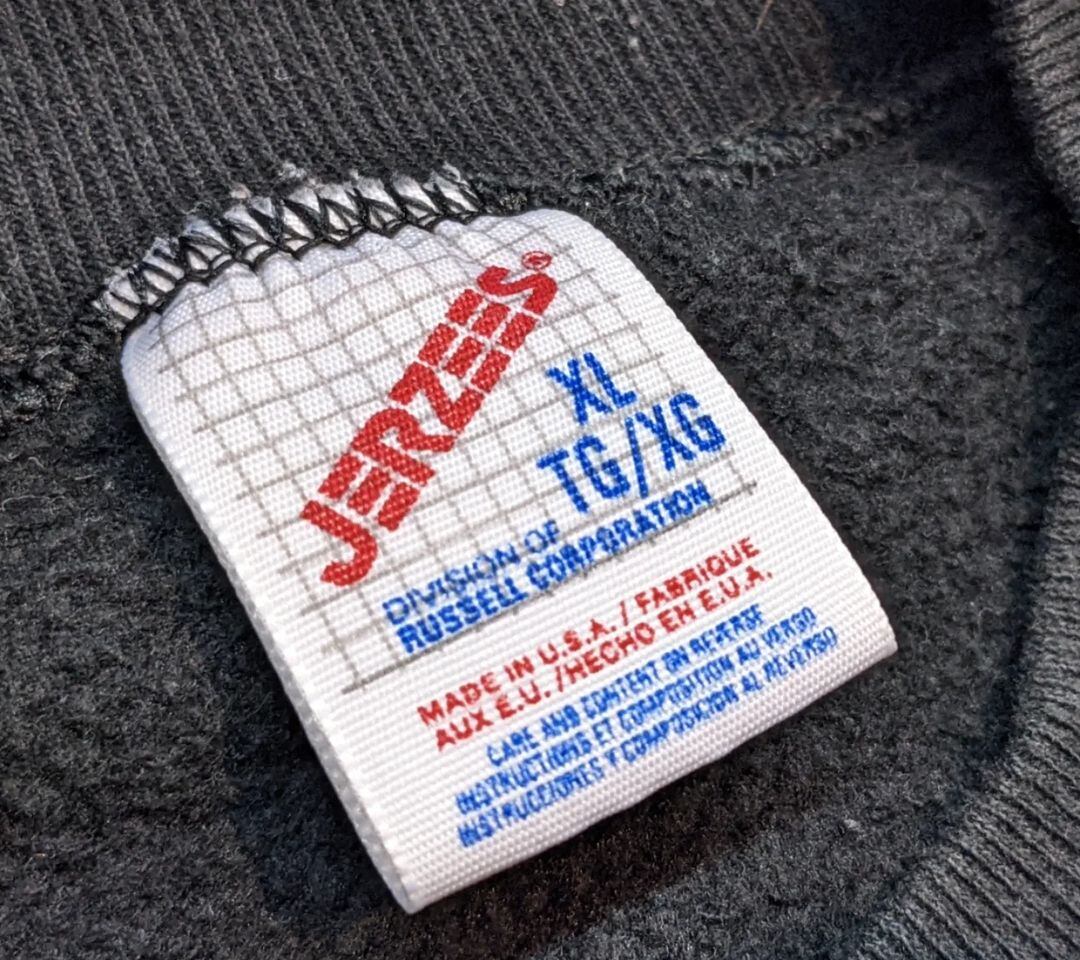 JERZEES®
XL
TG/XG
DIVISION OF
RUSSELL CORPORATION
MADE IN U.S.A. / FABRIQUE
AUX E.U. /HECHO EN E.U.A.
CARE AND CONTENT ON REVERSE
INSTRUCTIONS ET COMPOSITION AU VERSO
INSTRUCCIONES Y COMPOSICION AL REVERSO